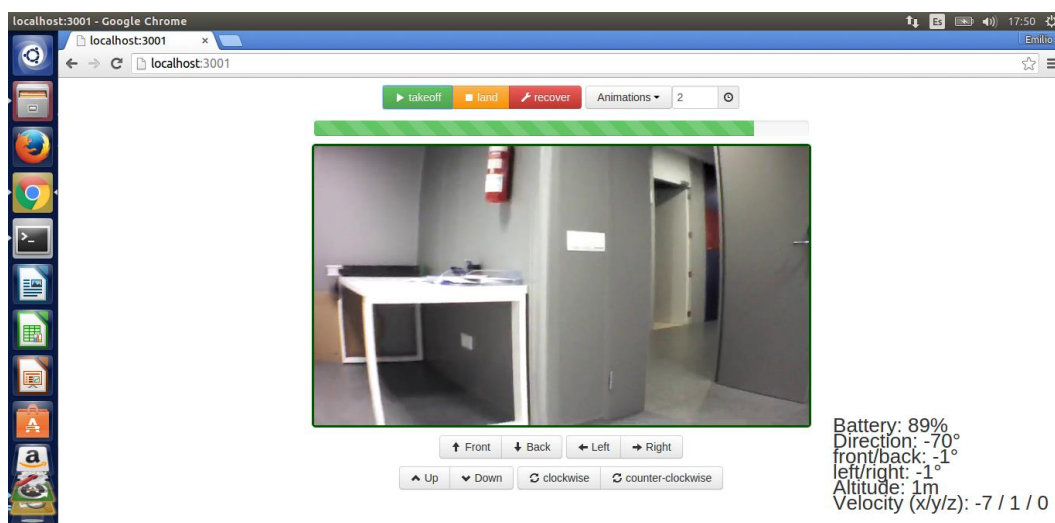 localhost:3001 - Google Chrome
Es
17:50
localhost:3001 ×
Emilio
localhost:3001
takeoff land recover Animations 2
Front Back Left Right
Up Down clockwise counter-clockwise
Battery: 89%
Direction: -70°
front/back: -1°
left/right: -1°
Altitude: 1m
Velocity (x/y/z): -7 / 1 / 0